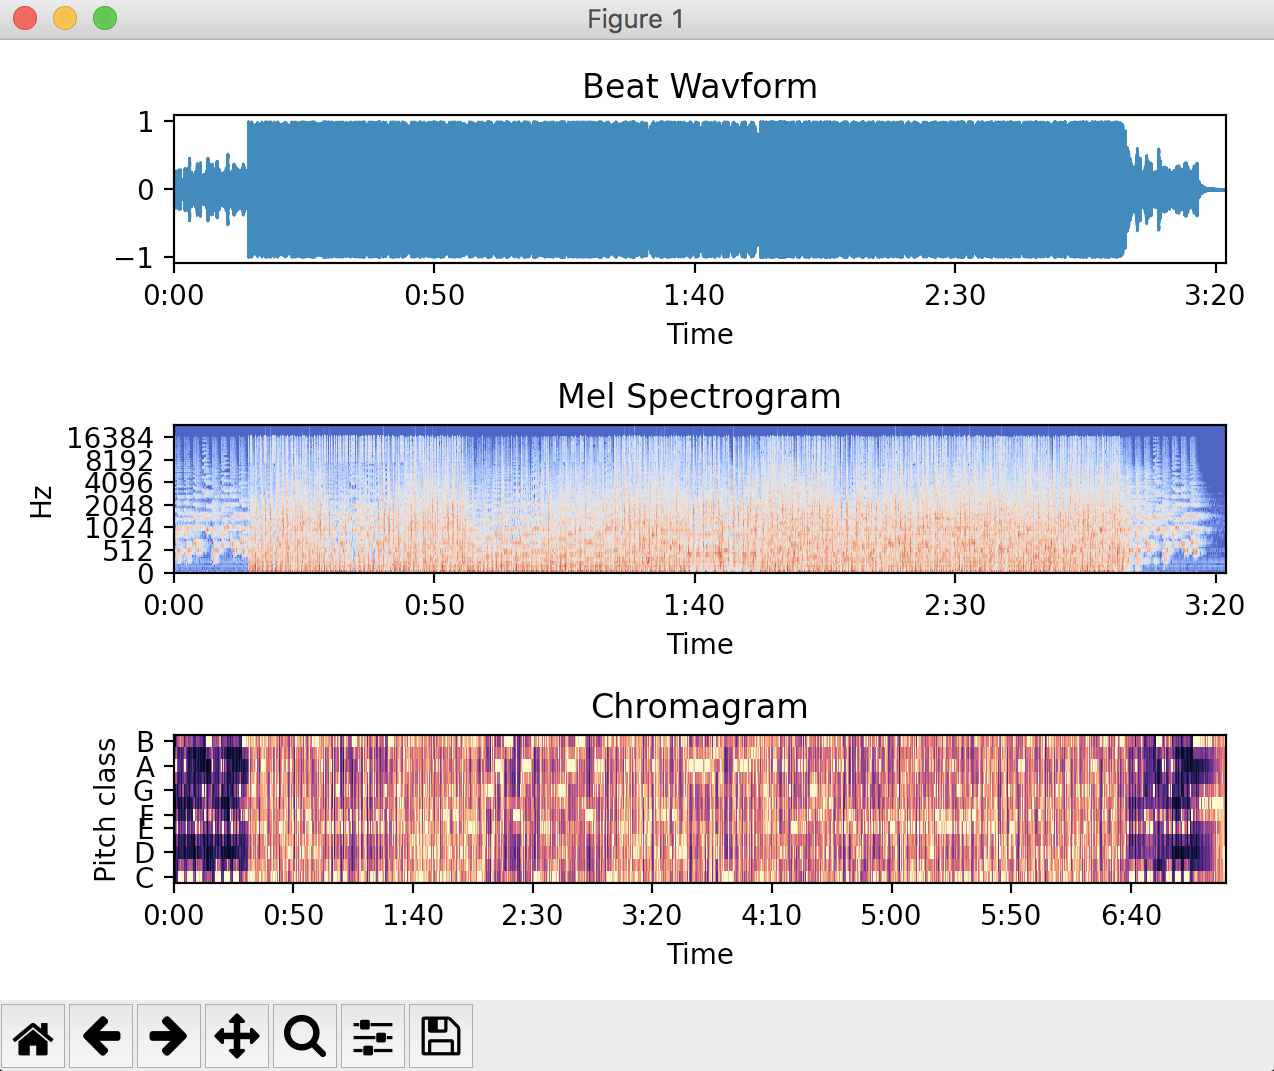 Figure 1
Beat Wavform
1
0
−1
0:00 0:50 1:40 2:30 3:20
Time
Mel Spectrogram
Hz
16384
8192
4096
2048
1024
512
0
0:00 0:50 1:40 2:30 3:20
Time
Chromagram
Pitch class
B
A
G
F
E
D
C
0:00 0:50 1:40 2:30 3:20 4:10 5:00 5:50 6:40
Time